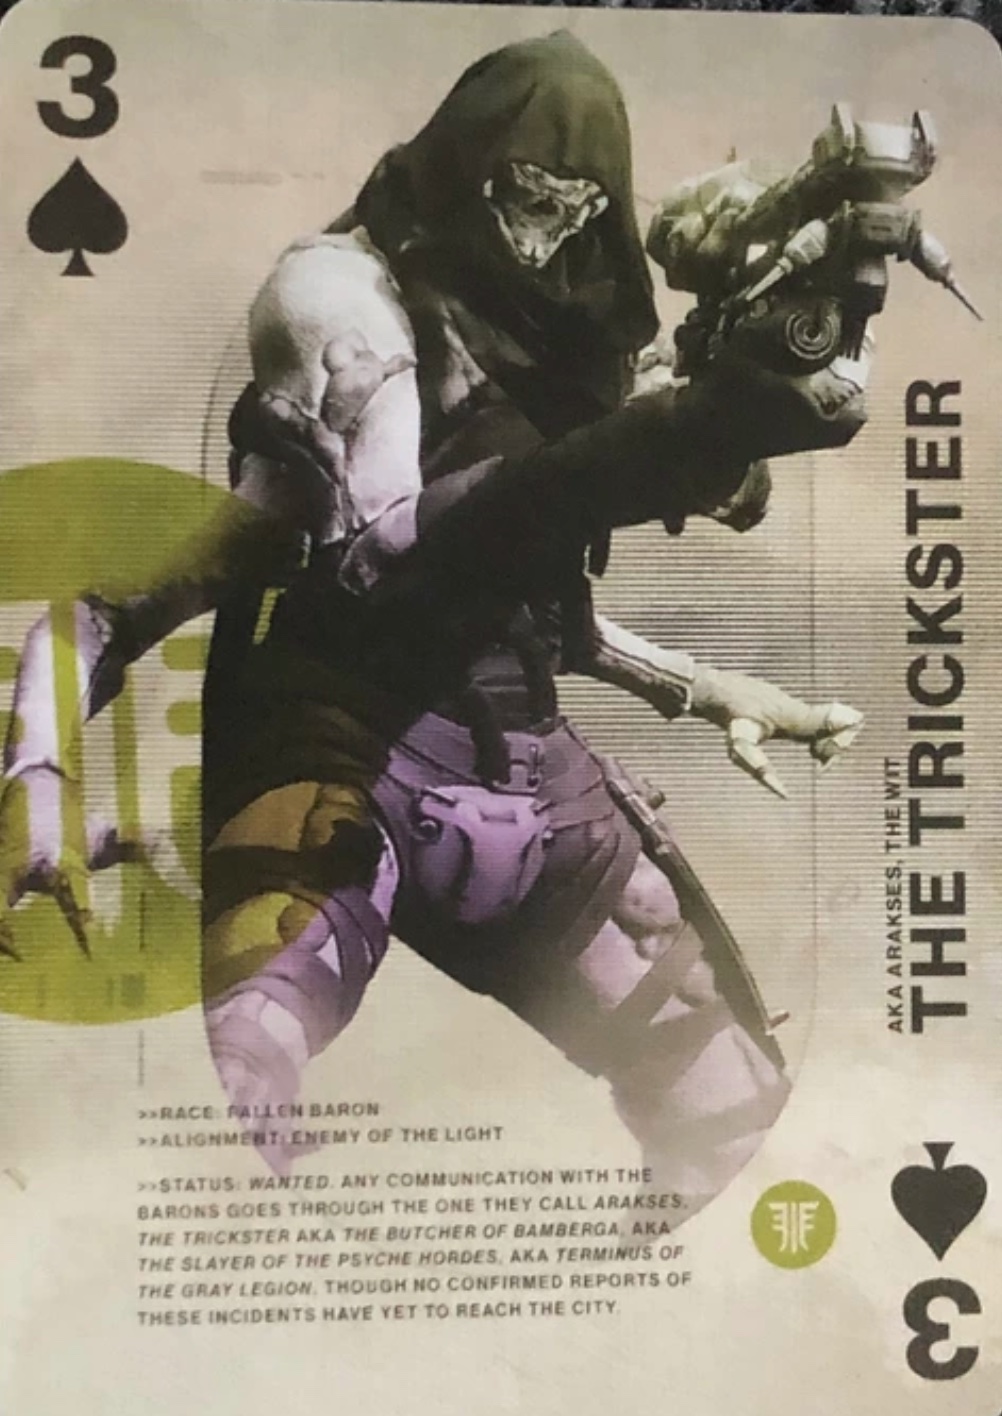 3
AKA ARAKSES, THE WIT
THE TRICKSTER
>>RACE: FALLEN BARON
>>ALIGNMENT: ENEMY OF THE LIGHT
>>STATUS: WANTED. ANY COMMUNICATION WITH THE
BARONS GOES THROUGH THE ONE THEY CALL ARAKSES,
THE TRICKSTER AKA THE BUTCHER OF BAMBERGA, AKA
THE SLAYER OF THE PSYCHE HORDES, AKA TERMINUS OF
THE GRAY LEGION, THOUGH NO CONFIRMED REPORTS OF
THESE INCIDENTS HAVE YET TO REACH THE CITY.
3